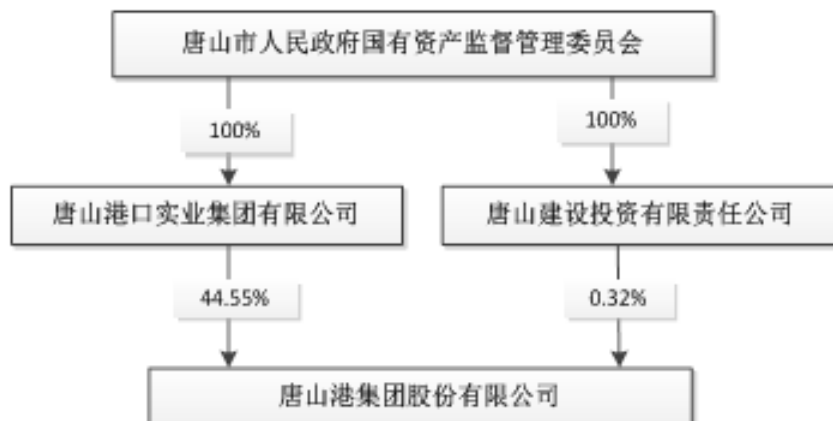 唐山市人民政府国有资产监督管理委员会
100%
100%
唐山港口实业集团有限公司
唐山建设投资有限责任公司
44.55%
0.32%
唐山港集团股份有限公司